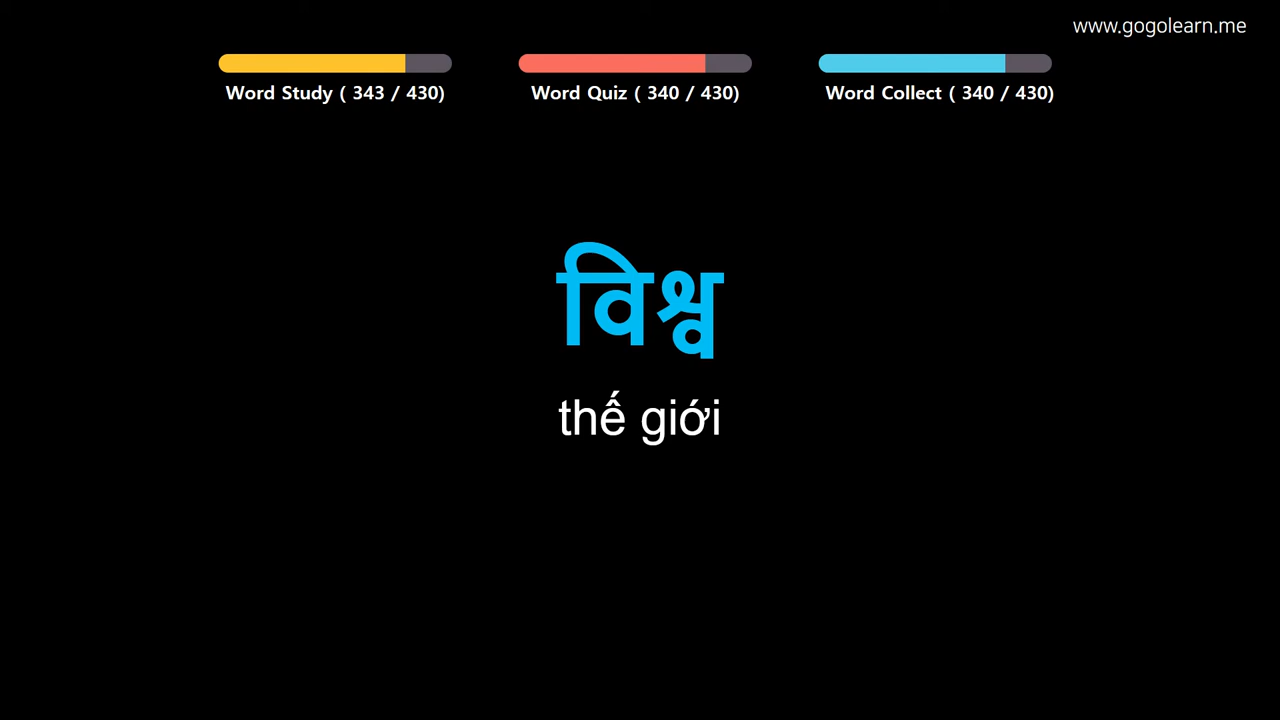 www.gogolearn.me
Word Study ( 343 / 430)
Word Quiz ( 340 / 430)
Word Collect ( 340 / 430)
विश्व
thế giới